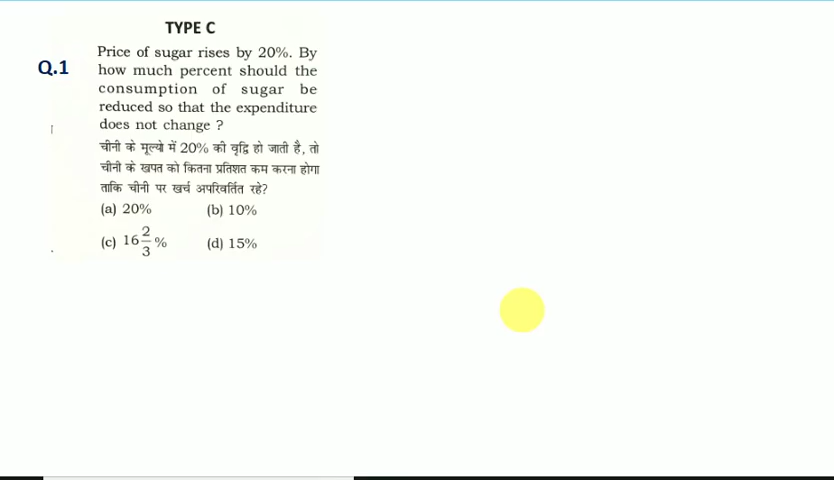 TYPE C
Q.1
Price of sugar rises by 20%. By
how much percent should the
consumption of sugar be
reduced so that the expenditure
does not change ?
चीनी के मूल्यो में 20% की वृद्वि हो जाती है, तो
चीनी के खपत को कितना प्रतिशत कम करना होगा
ताकि चीनी पर खर्च अपरिवर्तित रहे?
(a) 20% (b) 10%
(c) 16 2/3 % (d) 15%